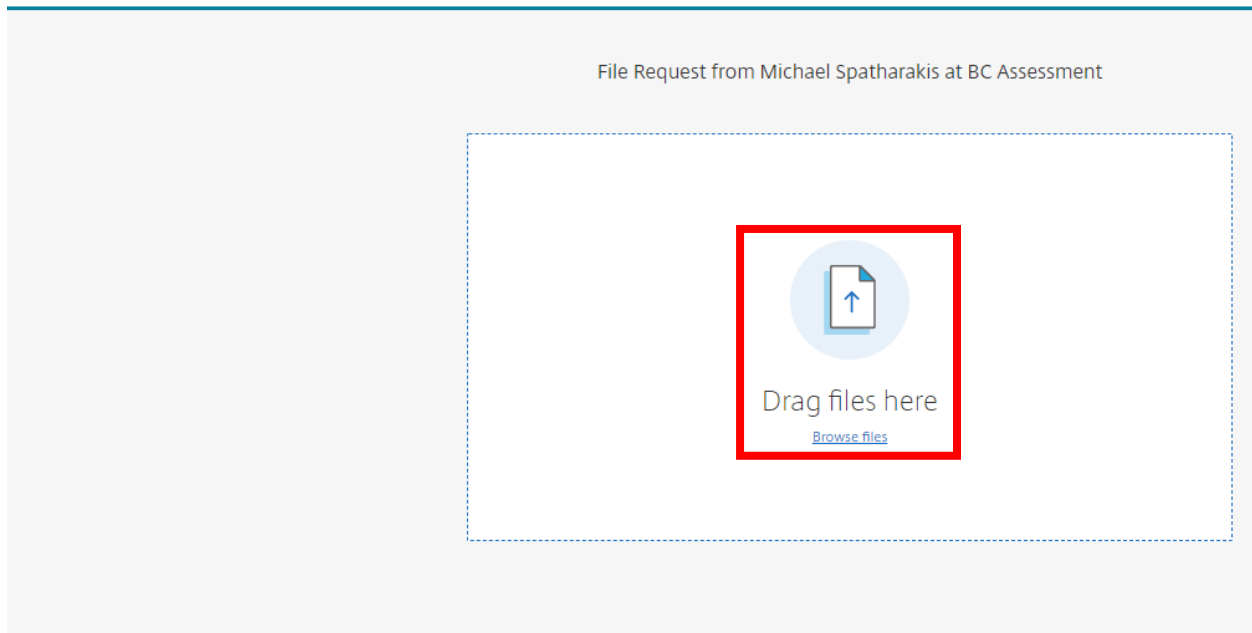 File Request from Michael Spatharakis at BC Assessment
Drag files here
Browse files